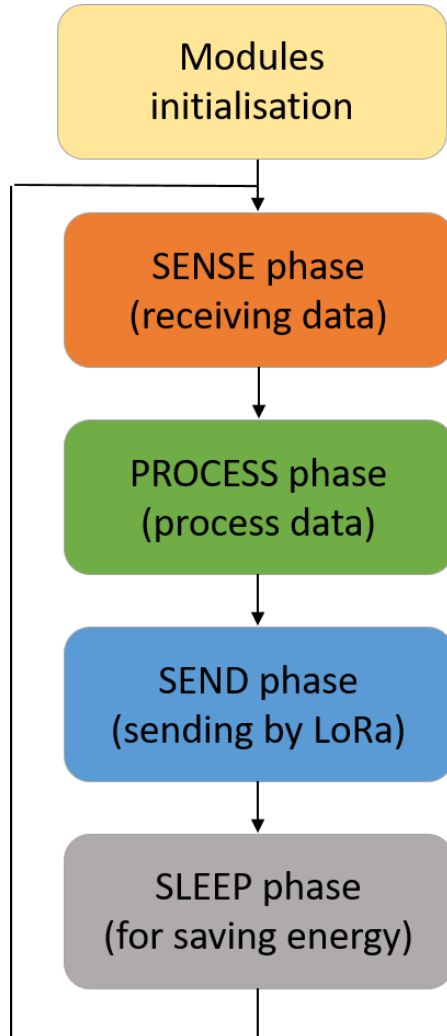 Modules
initialisation
SENSE phase
(receiving data)
PROCESS phase
(process data)
SEND phase
(sending by LoRa)
SLEEP phase
(for saving energy)